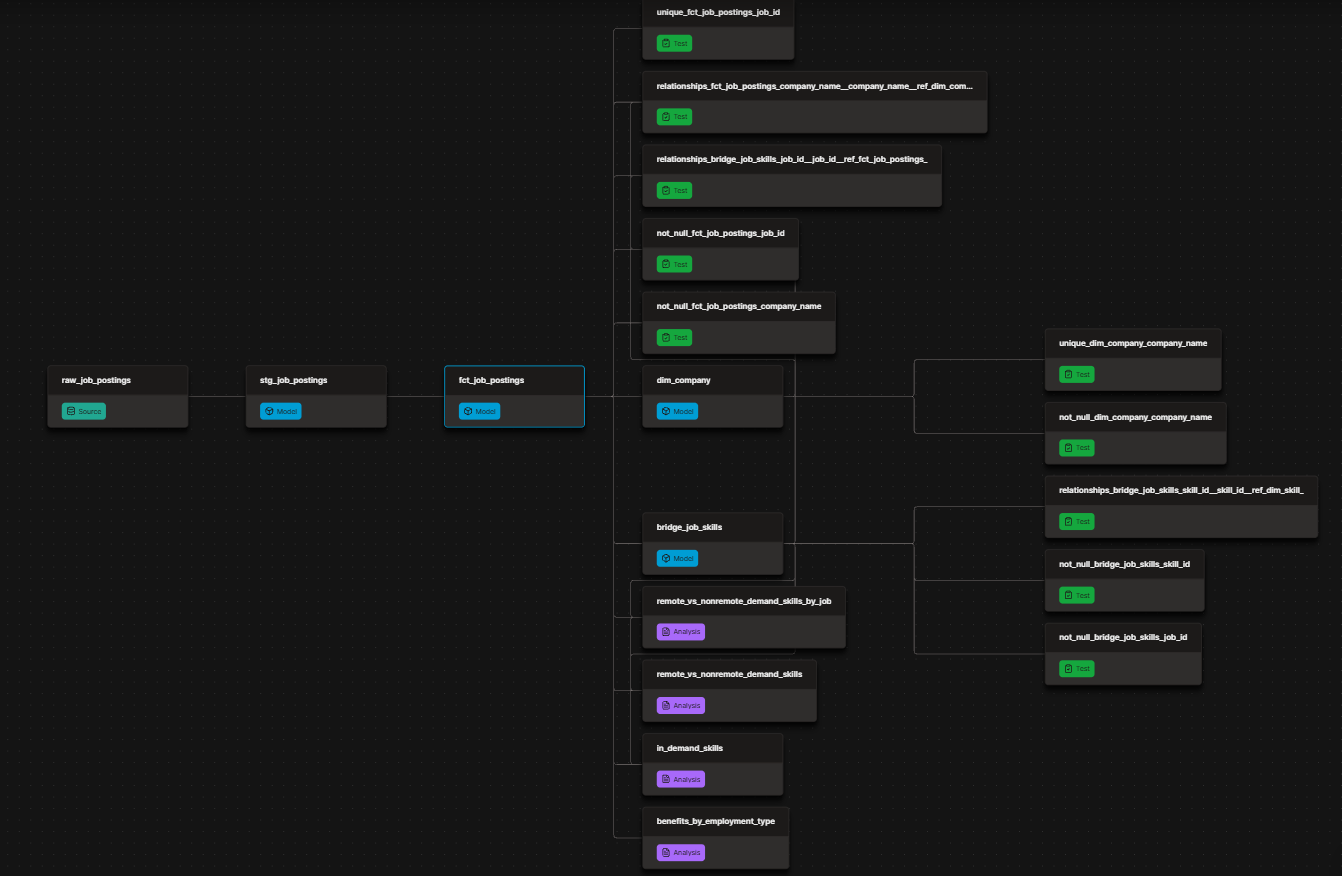 unique_fct_job_postings_job_id
Test
relationships_fct_job_postings_company_name__company_name__ref_dim_com...
Test
relationships_bridge_job_skills_job_id__job_id__ref_fct_job_postings_
Test
not_null_fct_job_postings_job_id
Test
not_null_fct_job_postings_company_name
Test
raw_job_postings
Source
stg_job_postings
Model
fct_job_postings
Model
dim_company
Model
bridge_job_skills
Model
remote_vs_nonremote_demand_skills_by_job
Analysis
remote_vs_nonremote_demand_skills
Analysis
in_demand_skills
Analysis
benefits_by_employment_type
Analysis
unique_dim_company_company_name
Test
not_null_dim_company_company_name
Test
relationships_bridge_job_skills_skill_id__skill_id__ref_dim_skill_
Test
not_null_bridge_job_skills_skill_id
Test
not_null_bridge_job_skills_job_id
Test